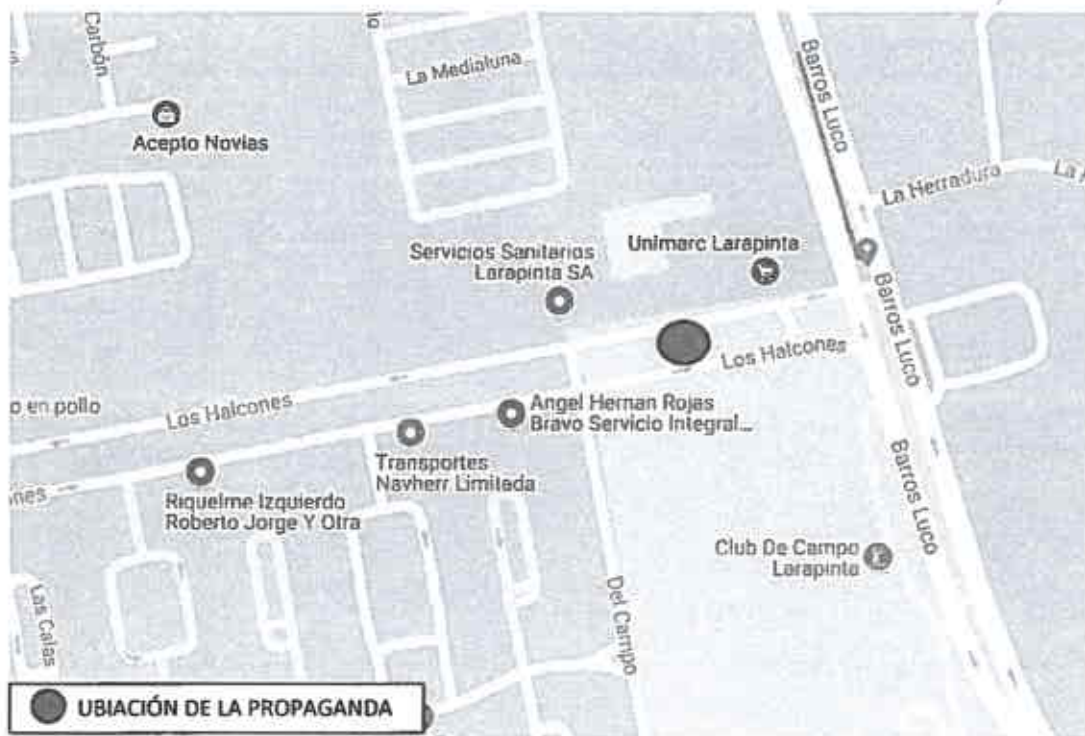 Carbón
La Medialuna
Barros Luco
Acepto Novias
La Herradura
La A
Servicios Sanitarios
Larapinta SA
Unimarc Larapinta
Barros Luco
Los Halcones
o en pollo
Los Halcones
Angel Hernan Rojas
Bravo Servicio Integral...
Transportes
Navherr Limitada
Riquelme Izquierdo
Roberto Jorge Y Otra
nes
Barros Luco
Club De Campo
Larapinta
Del Campo
Las Calas
UBIACIÓN DE LA PROPAGANDA